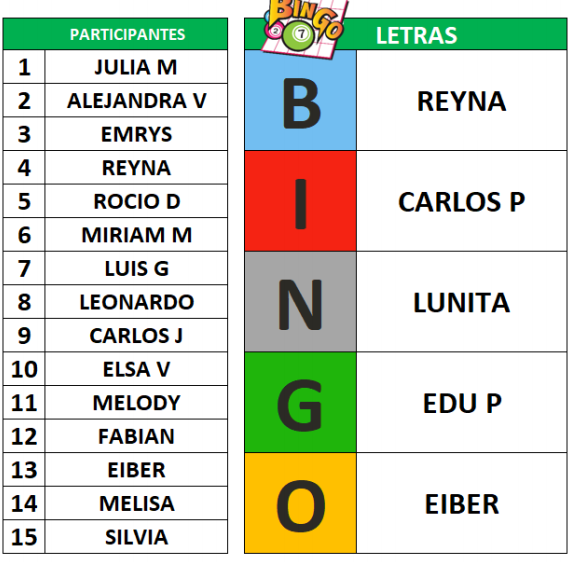 PARTICIPANTES
1 JULIA M
2 ALEJANDRA V
3 EMRYS
4 REYNA
5 ROCIO D
6 MIRIAM M
7 LUIS G
8 LEONARDO
9 CARLOS J
10 ELSA V
11 MELODY
12 FABIAN
13 EIBER
14 MELISA
15 SILVIA
BINGO
2 7
LETRAS
B REYNA
I CARLOS P
N LUNITA
G EDU P
O EIBER